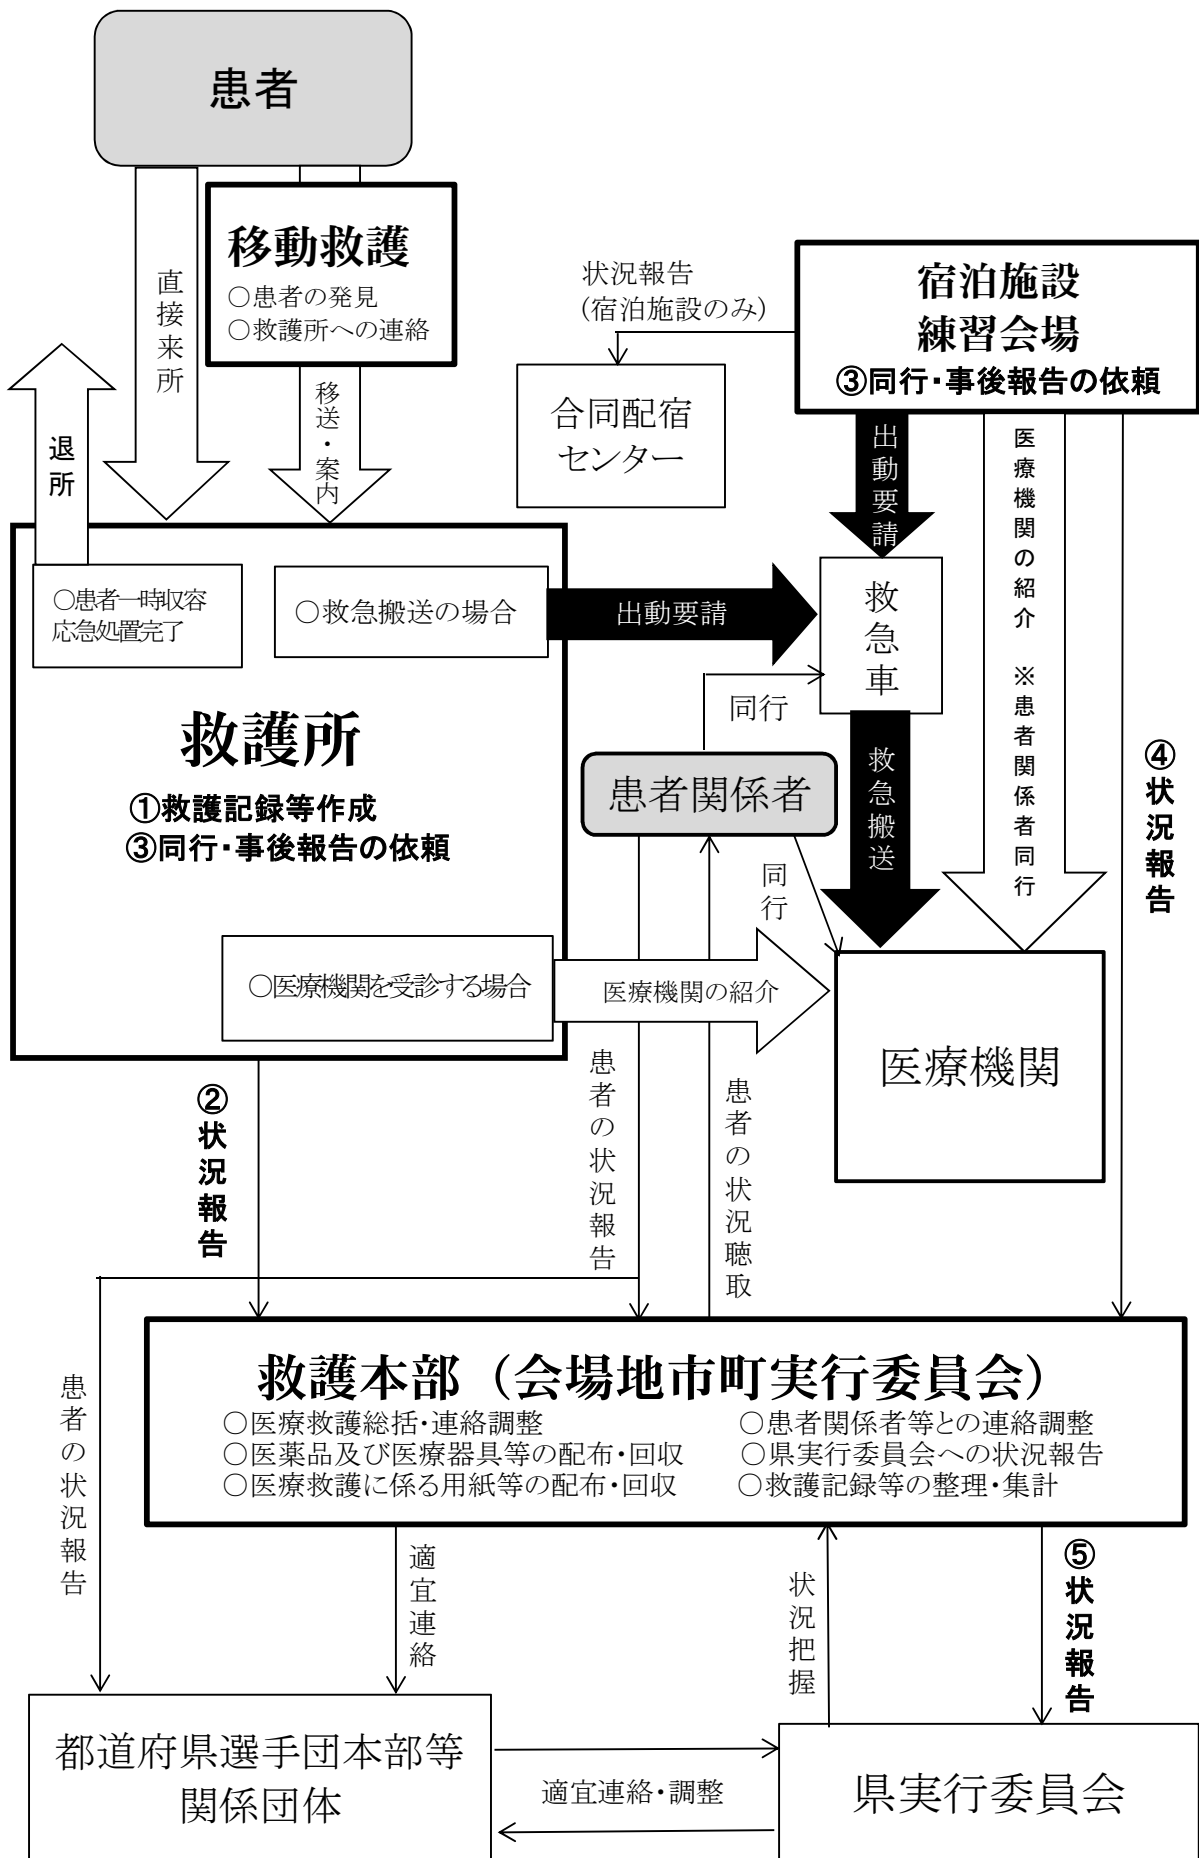 患者
移動救護
○患者の発見
○救護所への連絡
直接来所
移送・案内
退所
状況報告
(宿泊施設のみ)
合同配宿
センター
宿泊施設
練習会場
③同行・事後報告の依頼
出動要請
医療機関の紹介　※患者関係者同行
④状況報告
○患者一時収容
応急処置完了
○救急搬送の場合
出動要請
救急車
同行
救護所
①救護記録等作成
③同行・事後報告の依頼
患者関係者
救急搬送
同行
○医療機関を受診する場合
医療機関の紹介
医療機関
②状況報告
患者の状況報告
患者の状況聴取
救護本部（会場地市町実行委員会）
○医療救護総括・連絡調整
○医薬品及び医療器具等の配布・回収
○医療救護に係る用紙等の配布・回収
○患者関係者等との連絡調整
○県実行委員会への状況報告
○救護記録等の整理・集計
患者の状況報告
適宜連絡
状況把握
⑤状況報告
都道府県選手団本部等
関係団体
適宜連絡・調整
県実行委員会